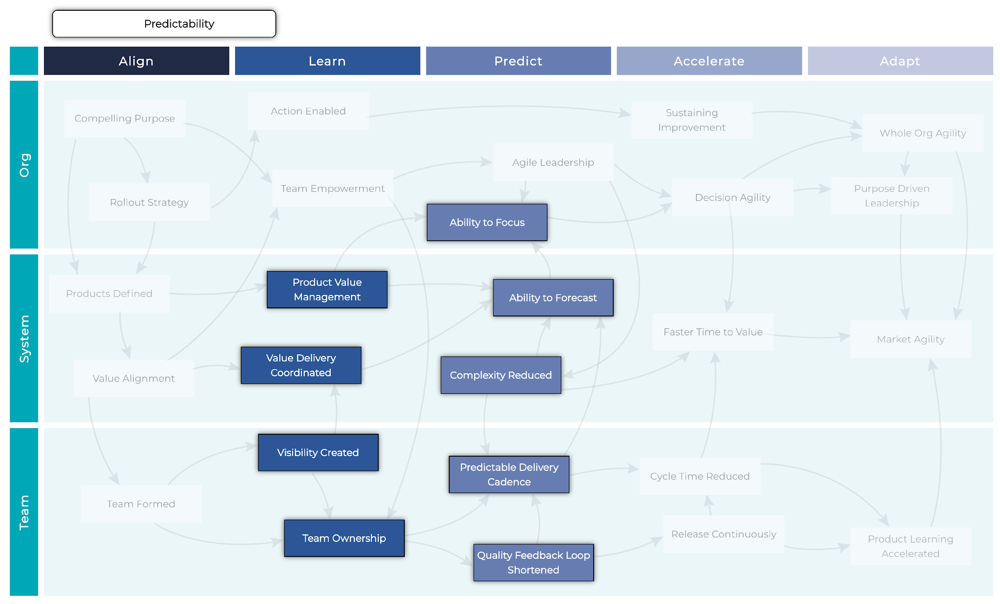 Predictability
Align
Learn
Predict
Accelerate
Adapt
Org
Compelling Purpose
Action Enabled
Sustaining
Improvement
Whole Org Agility
Rollout Strategy
Team Empowerment
Agile Leadership
Decision Agility
Purpose Driven
Leadership
Ability to Focus
System
Products Defined
Product Value
Management
Ability to Forecast
Faster Time to Value
Market Agility
Value Alignment
Value Delivery
Coordinated
Complexity Reduced
Team
Visibility Created
Predictable Delivery
Cadence
Cycle Time Reduced
Team Formed
Team Ownership
Quality Feedback Loop
Shortened
Release Continuously
Product Learning
Accelerated